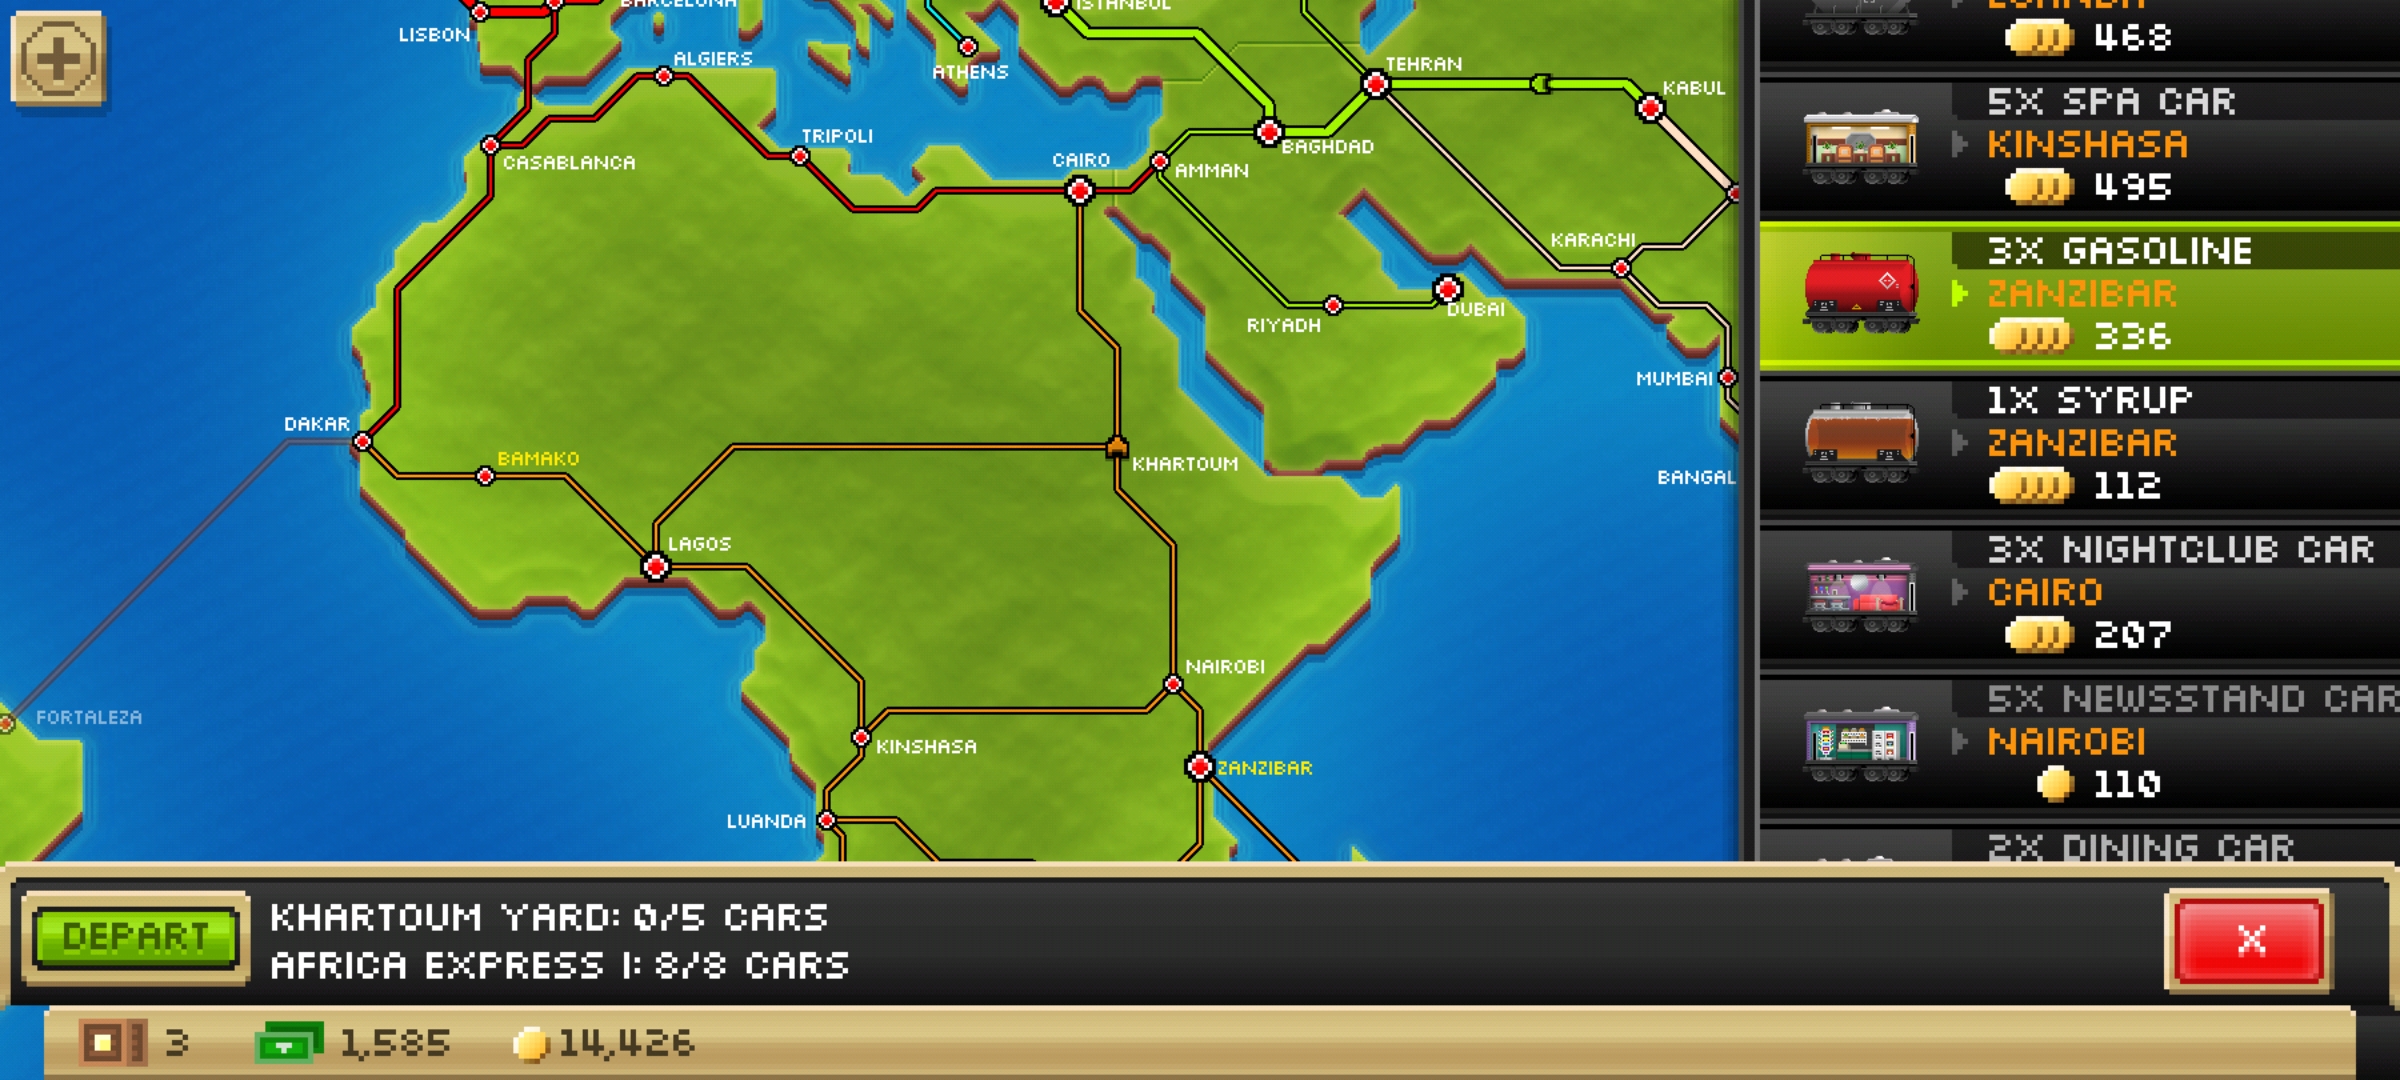 BARCELONA
ISTANBUL
LISBON
ALGIERS
ATHENS
TEHRAN
KABUL
CASABLANCA
TRIPOLI
CAIRO
AMMAN
BAGHDAD
KARACHI
RIYADH
DUBAI
MUMBAI
DAKAR
BAMAKO
KHARTOUM
BANGAL
LAGOS
NAIROBI
FORTALEZA
KINSHASA
ZANZIBAR
LUANDA
LUANDA
468
5X SPA CAR
KINSHASA
495
3X GASOLINE
ZANZIBAR
336
1X SYRUP
ZANZIBAR
112
3X NIGHTCLUB CAR
CAIRO
207
5X NEWSSTAND CAR
NAIROBI
110
2X DINING CAR
DEPART
KHARTOUM YARD: 0/5 CARS
AFRICA EXPRESS I: 8/8 CARS
X
3
1,585
14,426